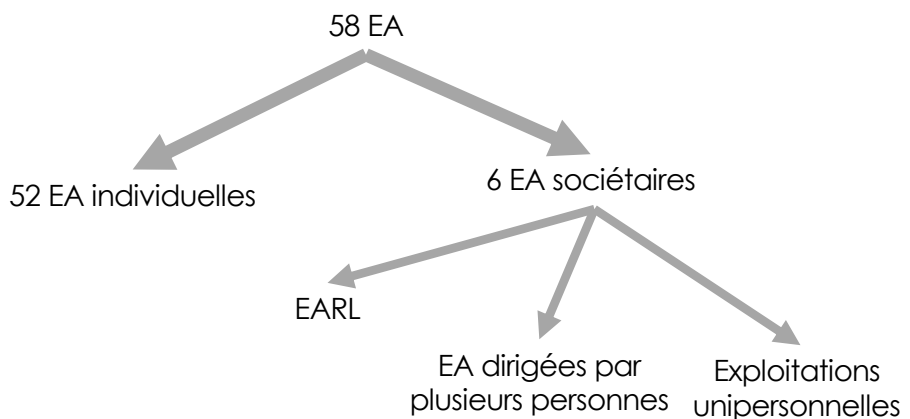 58 EA
52 EA individuelles
6 EA sociétaires
EARL
EA dirigées par
plusieurs personnes
Exploitations
unipersonnelles